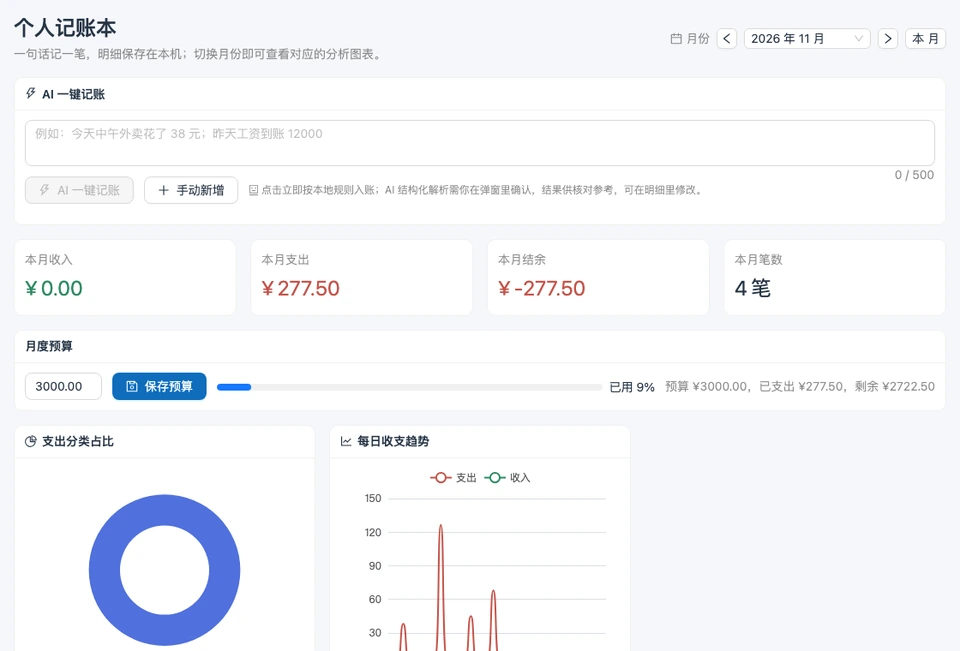 个人记账本
一句话记一笔，明细保存在本机；切换月份即可查看对应的分析图表。
月份
2026 年 11 月
本 月
AI 一键记账
例如：今天中午外卖花了 38 元；昨天工资到账 12000
0 / 500
AI 一键记账
手动新增
点击立即按本地规则入账；AI 结构化解析需你在弹窗里确认，结果供核对参考，可在明细里修改。
本月收入
¥ 0.00
本月支出
¥ 277.50
本月结余
¥ -277.50
本月笔数
4 笔
月度预算
3000.00
保存预算
已用 9%
预算 ¥3000.00，已支出 ¥277.50，剩余 ¥2722.50
支出分类占比
每日收支趋势
支出
收入
150
120
90
60
30